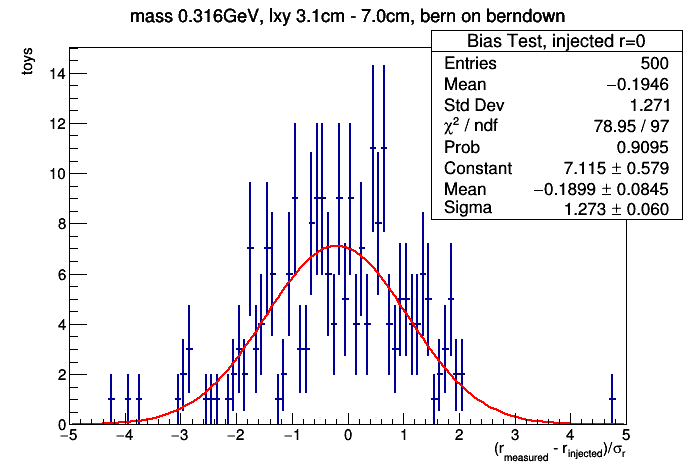 mass 0.316GeV, lxy 3.1cm - 7.0cm, bern on berndown
toys
Bias Test, injected r=0
Entries 500
Mean −0.1946
Std Dev 1.271
χ² / ndf 78.95 / 97
Prob 0.9095
Constant 7.115 ± 0.579
Mean −0.1899 ± 0.0845
Sigma 1.273 ± 0.060
14
12
10
8
6
4
2
0
−5 −4 −3 −2 −1 0 1 2 3 4 5
(r_measured - r_injected)/σ_r